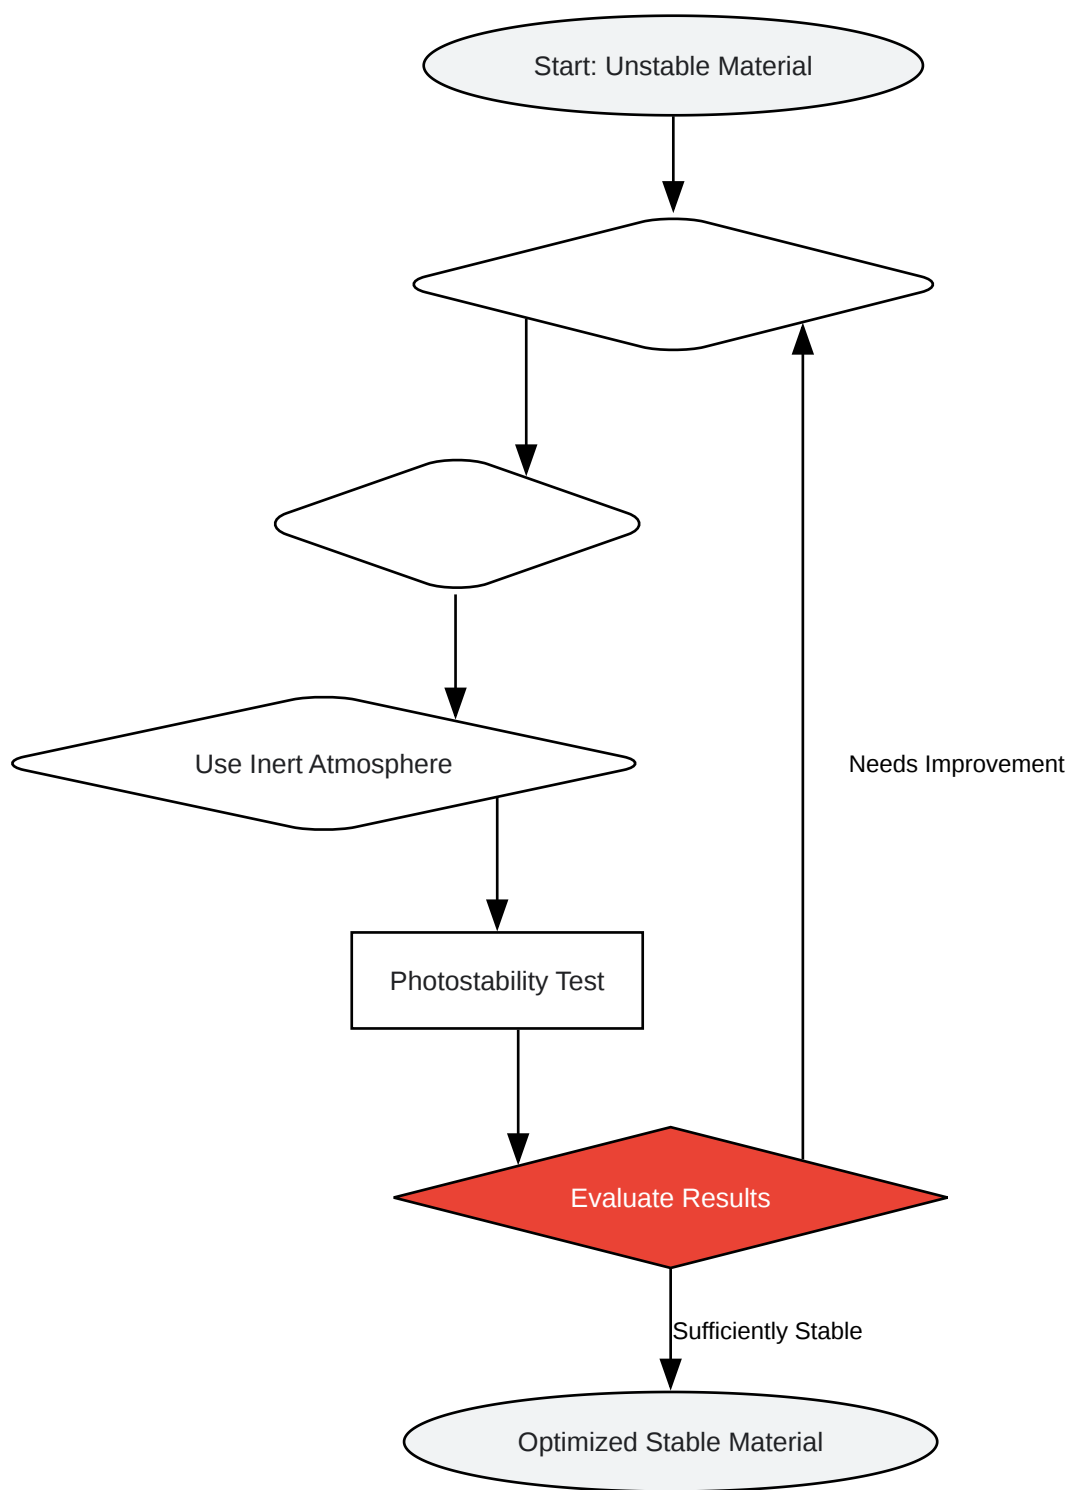 Start: Unstable Material
Use Inert Atmosphere
Needs Improvement
Photostability Test
Evaluate Results
Sufficiently Stable
Optimized Stable Material